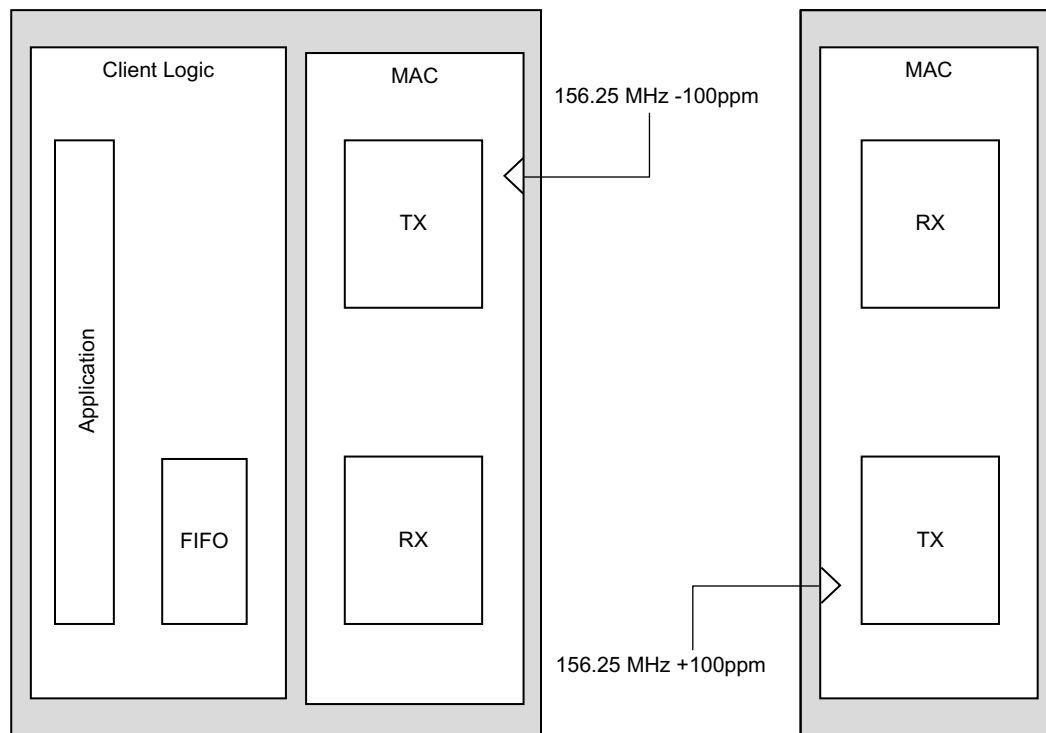 Client Logic
MAC
MAC
156.25 MHz -100ppm
TX
RX
Application
FIFO
RX
TX
156.25 MHz +100ppm